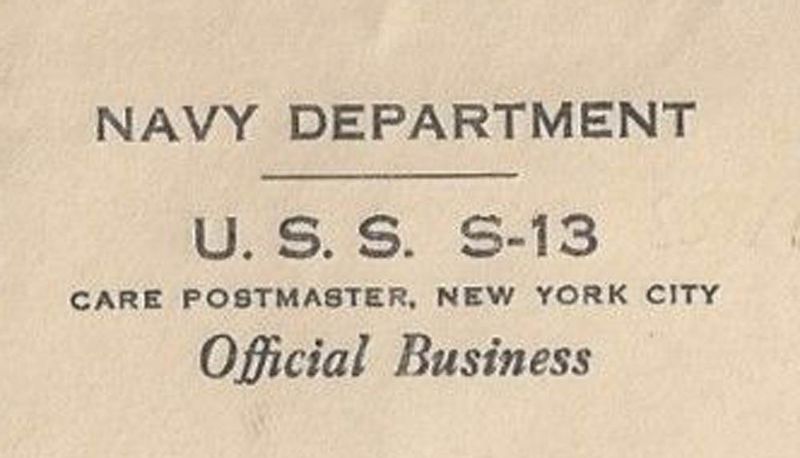 NAVY DEPARTMENT
U. S. S. S-13
CARE POSTMASTER, NEW YORK CITY
Official Business